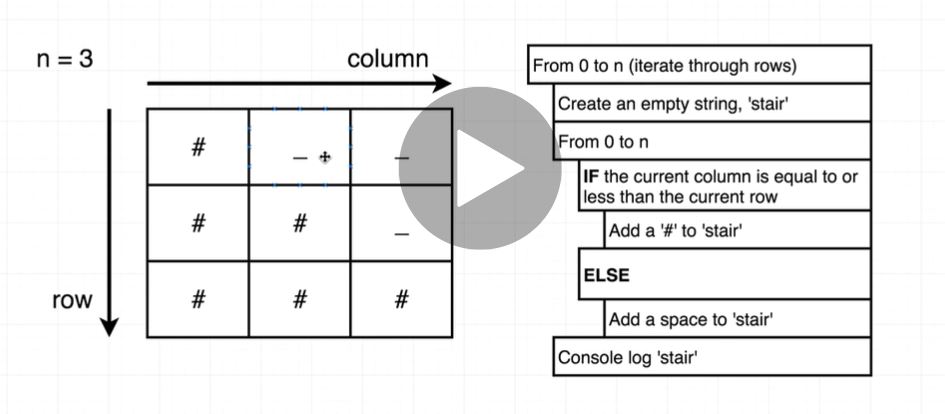 n = 3
column
row
# _ _
# # _
# # #
From 0 to n (iterate through rows)
Create an empty string, 'stair'
From 0 to n
IF the current column is equal to or
less than the current row
Add a '#' to 'stair'
ELSE
Add a space to 'stair'
Console log 'stair'